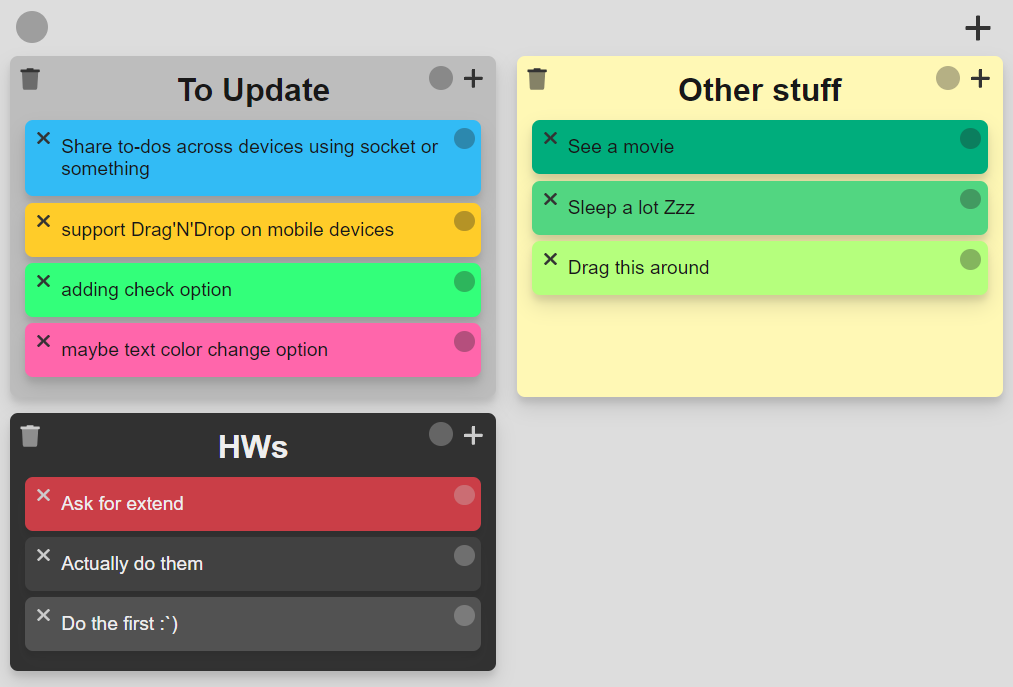 To Update
Share to-dos across devices using socket or
something
support Drag'N'Drop on mobile devices
adding check option
maybe text color change option
Other stuff
See a movie
Sleep a lot Zzz
Drag this around
HWs
Ask for extend
Actually do them
Do the first :`)